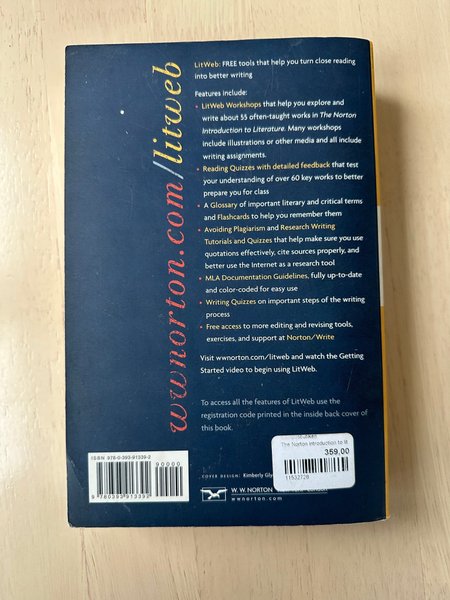 wwnorton.com/litweb
LitWeb: FREE tools that help you turn close reading
into better writing
Features include:
• LitWeb Workshops that help you explore and
write about 55 often-taught works in The Norton
Introduction to Literature. Many workshops
include illustrations or other media and all include
writing assignments.
• Reading Quizzes with detailed feedback that test
your understanding of over 60 key works to better
prepare you for class
• A Glossary of important literary and critical terms
and Flashcards to help you remember them
• Avoiding Plagiarism and Research Writing
Tutorials and Quizzes that help make sure you use
quotations effectively, cite sources properly, and
better use the Internet as a research tool
• MLA Documentation Guidelines, fully up-to-date
and color-coded for easy use
• Writing Quizzes on important steps of the writing
process
• Free access to more editing and revising tools,
exercises, and support at Norton/Write
Visit wwnorton.com/litweb and watch the Getting
Started video to begin using LitWeb.
To access all the features of LitWeb use the
registration code printed in the inside back cover of
this book.
ISBN 978-0-393-91339-2
90000
9 780393 913392
The Norton Introduction to lit
359,00
11532726
COVER DESIGN: Kimberly
W. W. NORTON
wwnorton.com